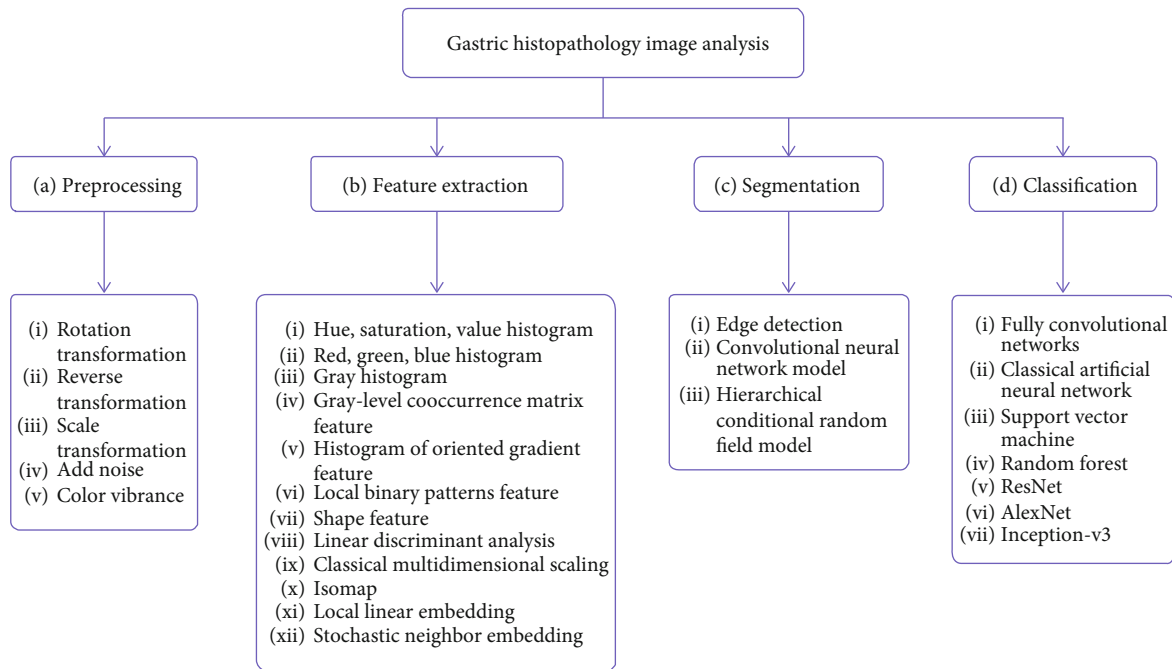 Gastric histopathology image analysis
(a) Preprocessing
(b) Feature extraction
(c) Segmentation
(d) Classification
(i) Rotation
transformation
(ii) Reverse
transformation
(iii) Scale
transformation
(iv) Add noise
(v) Color vibrance
(i) Hue, saturation, value histogram
(ii) Red, green, blue histogram
(iii) Gray histogram
(iv) Gray-level cooccurrence matrix
feature
(v) Histogram of oriented gradient
feature
(vi) Local binary patterns feature
(vii) Shape feature
(viii) Linear discriminant analysis
(ix) Classical multidimensional scaling
(x) Isomap
(xi) Local linear embedding
(xii) Stochastic neighbor embedding
(i) Edge detection
(ii) Convolutional neural
network model
(iii) Hierarchical
conditional random
field model
(i) Fully convolutional
networks
(ii) Classical artificial
neural network
(iii) Support vector
machine
(iv) Random forest
(v) ResNet
(vi) AlexNet
(vii) Inception-v3